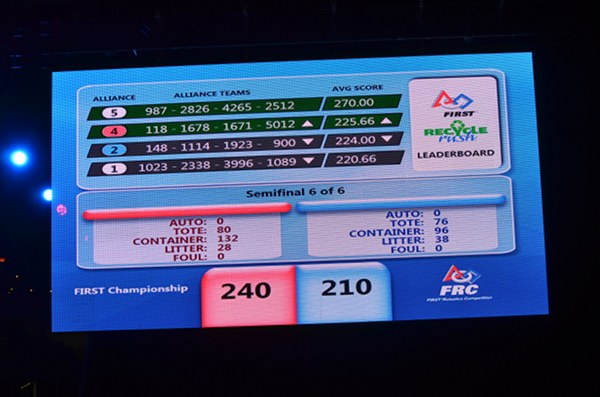 ALLIANCE ALLIANCE TEAMS AVG SCORE
5 987 - 2826 - 4265 - 2512 270.00
4 118 - 1678 - 1671 - 5012 225.66
2 148 - 1114 - 1923 - 900 224.00
1 1023 - 2338 - 3996 - 1089 220.66
FIRST
RECYCLE
rush
LEADERBOARD
Semifinal 6 of 6
AUTO: 0
TOTE: 80
CONTAINER: 132
LITTER: 28
FOUL: 0
AUTO: 0
TOTE: 76
CONTAINER: 96
LITTER: 38
FOUL: 0
FIRST Championship
240
210
FRC
FIRST Robotics Competition